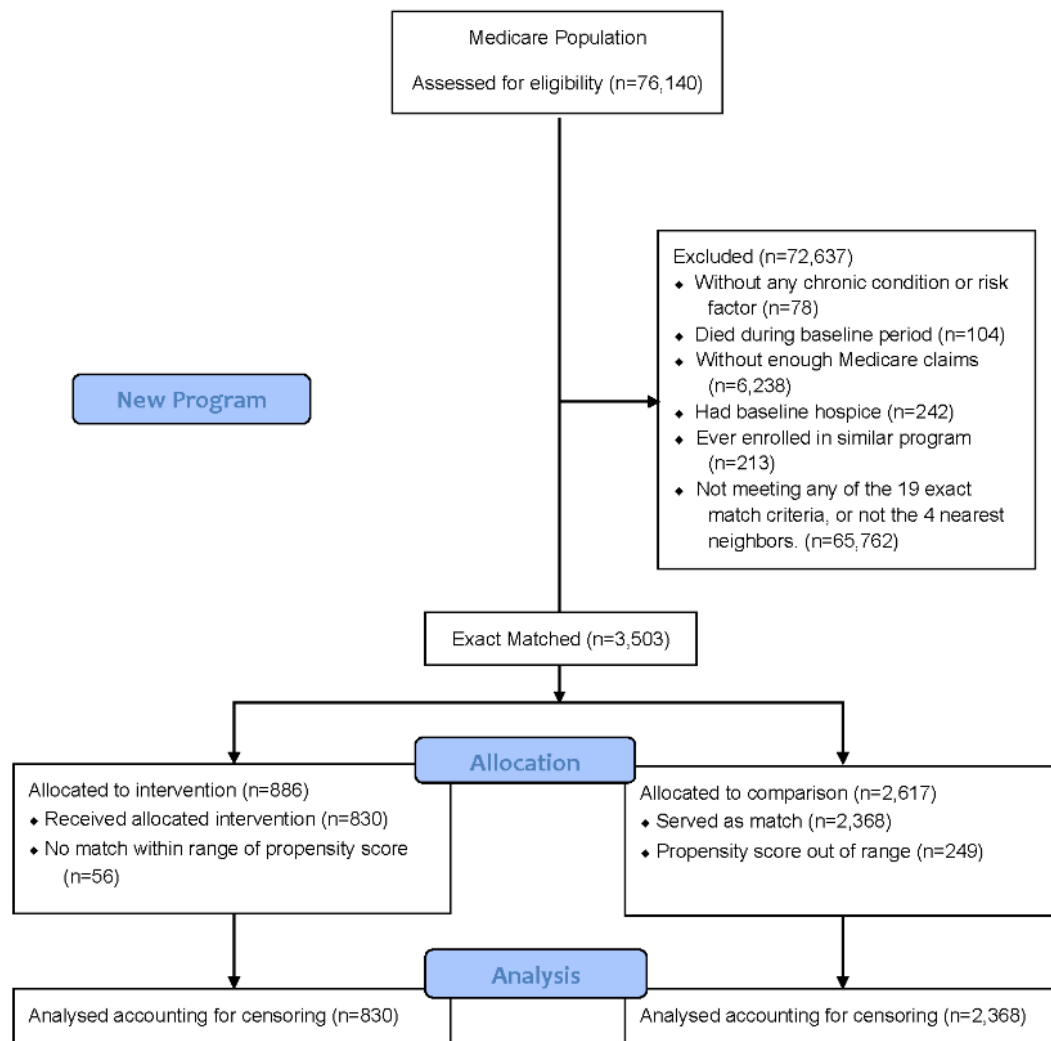 Medicare Population
Assessed for eligibility (n=76,140)
Excluded (n=72,637)
⬥ Without any chronic condition or risk
factor (n=78)
⬥ Died during baseline period (n=104)
⬥ Without enough Medicare claims
(n=6,238)
⬥ Had baseline hospice (n=242)
⬥ Ever enrolled in similar program
(n=213)
⬥ Not meeting any of the 19 exact
match criteria, or not the 4 nearest
neighbors. (n=65,762)
New Program
Exact Matched (n=3,503)
Allocation
Allocated to intervention (n=886)
⬥ Received allocated intervention (n=830)
⬥ No match within range of propensity score
(n=56)
Allocated to comparison (n=2,617)
⬥ Served as match (n=2,368)
⬥ Propensity score out of range (n=249)
Analysis
Analysed accounting for censoring (n=830)
Analysed accounting for censoring (n=2,368)